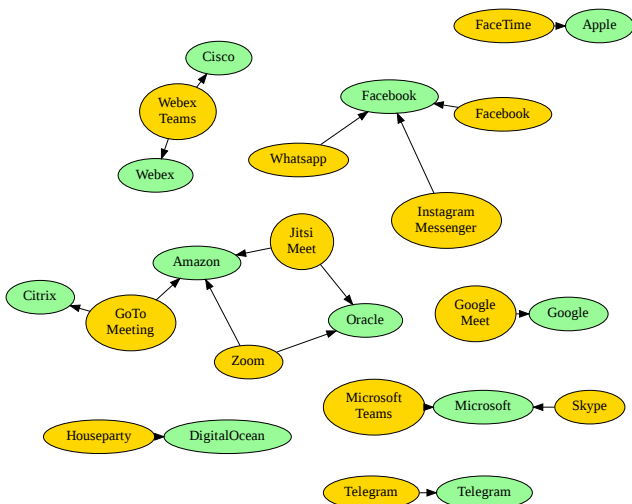 FaceTime
Apple
Cisco
Webex
Teams
Facebook
Facebook
Whatsapp
Webex
Instagram
Messenger
Jitsi
Meet
Amazon
Citrix
GoTo
Meeting
Google
Meet
Google
Oracle
Zoom
Microsoft
Teams
Microsoft
Skype
Houseparty
DigitalOcean
Telegram
Telegram